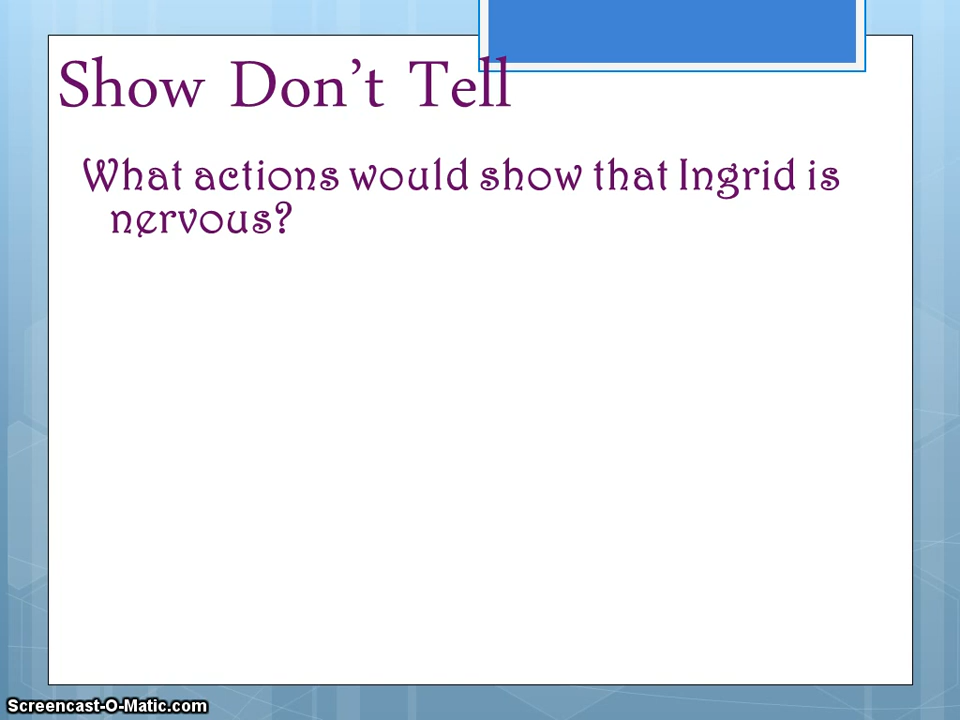 Show Don't Tell
What actions would show that Ingrid is
nervous?
Screencast-O-Matic.com